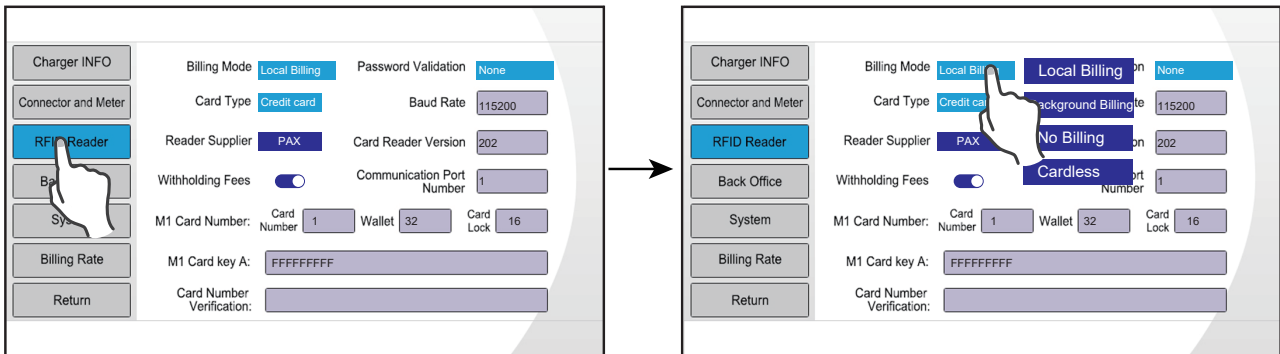 Charger INFO
Connector and Meter
RFID Reader
System
Billing Rate
Return
Billing Mode Local Billing Password Validation None
Card Type Credit card Baud Rate 115200
Reader Supplier PAX Card Reader Version 202
Withholding Fees Communication Port
Number 1
M1 Card Number: Card
Number 1 Wallet 32 Card
Lock 16
M1 Card key A: FFFFFFFFF
Card Number
Verification:
Charger INFO
Connector and Meter
RFID Reader
Back Office
System
Billing Rate
Return
Billing Mode Local Billing None
Card Type Credit 115200
Reader Supplier PAX 202
Withholding Fees Number 1
Local Billing
Background Billing
No Billing
Cardless
M1 Card Number: Card
Number 1 Wallet 32 Card
Lock 16
M1 Card key A: FFFFFFFFF
Card Number
Verification: